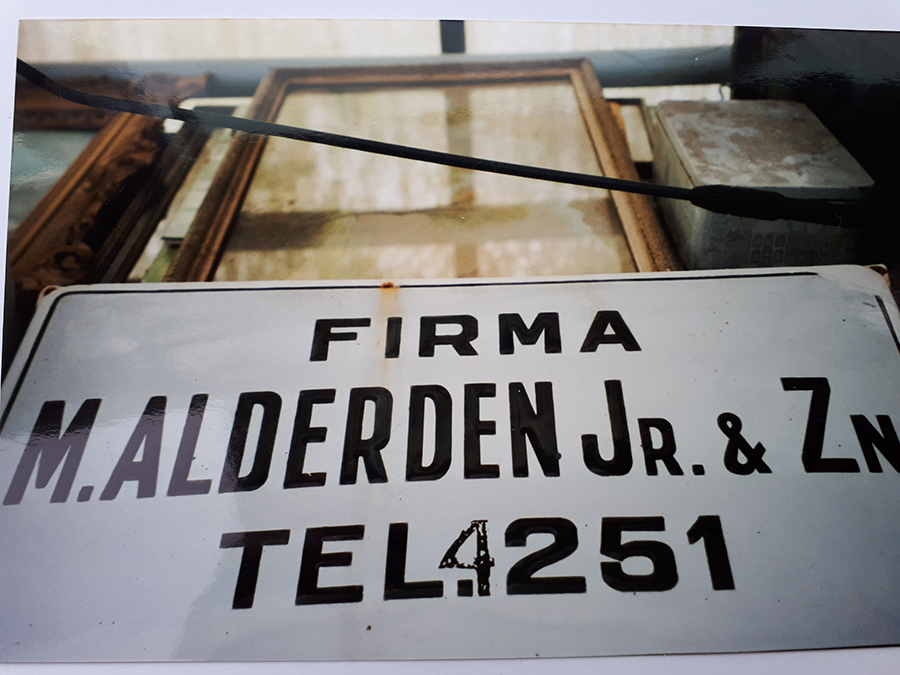 FIRMA
M. ALDERDEN JR. & ZN
TEL. 4251